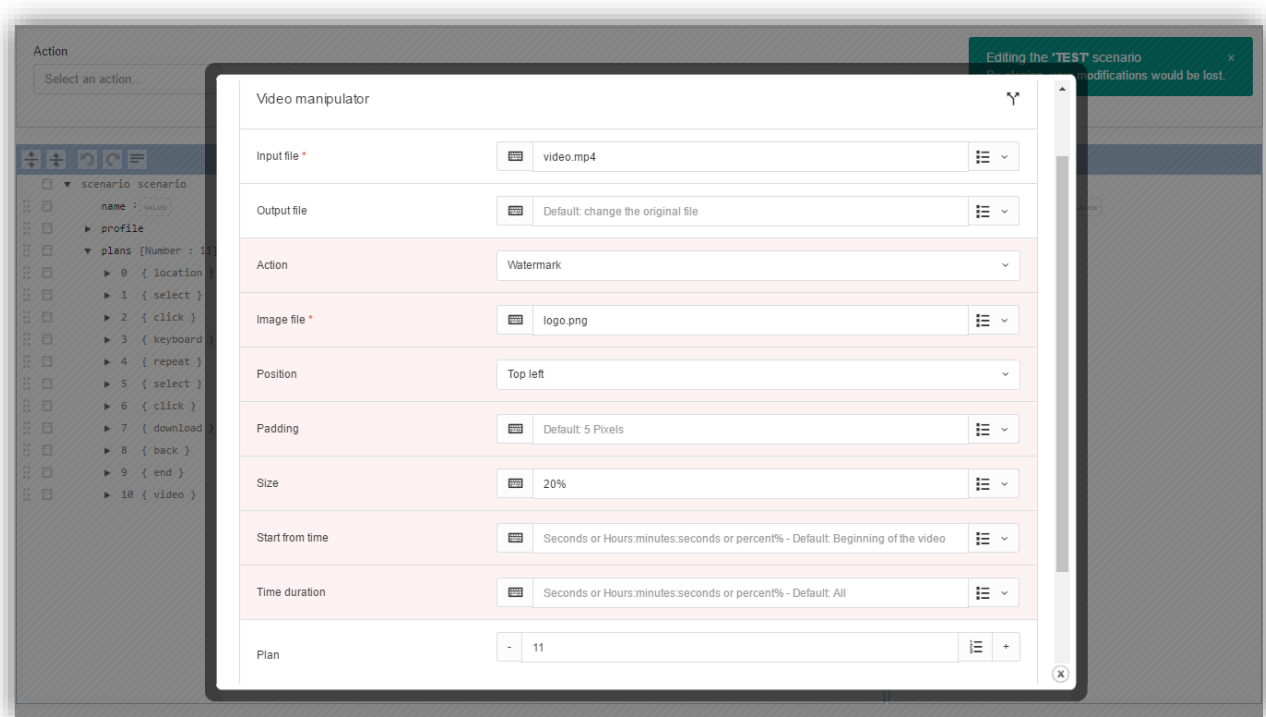 Action
Select an action...
Editing the 'TEST' scenario
x
modifications would be lost.
Video manipulator
Input file *
video.mp4
Output file
Default: change the original file
Action
Watermark
Image file *
logo.png
Position
Top left
Padding
Default: 5 Pixels
Size
20%
Start from time
Seconds or Hours:minutes:seconds or percent% - Default: Beginning of the video
Time duration
Seconds or Hours:minutes:seconds or percent% - Default: All
Plan
-
11
+
x
scenario scenario
name :
VALUE
profile
plans [Number : 11]
0 { location }
1 { select }
2 { click }
3 { keyboard }
4 { repeat }
5 { select }
6 { click }
7 { download
8 { back }
9 { end }
10 { video }